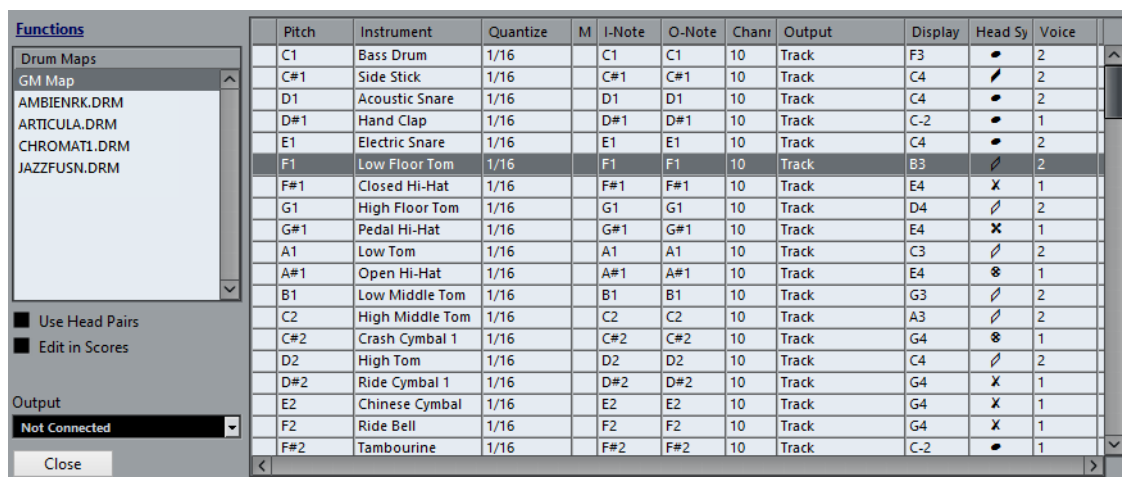 Functions
Drum Maps
GM Map
AMBIENRK.DRM
ARTICULA.DRM
CHROMAT1.DRM
JAZZFUSN.DRM
Use Head Pairs
Edit in Scores
Output
Not Connected
Close
Pitch Instrument Quantize M I-Note O-Note Chanr Output Display Head Sy Voice
C1 Bass Drum 1/16 C1 C1 10 Track F3 2
C#1 Side Stick 1/16 C#1 C#1 10 Track C4 2
D1 Acoustic Snare 1/16 D1 D1 10 Track C4 2
D#1 Hand Clap 1/16 D#1 D#1 10 Track C-2 1
E1 Electric Snare 1/16 E1 E1 10 Track C4 2
F1 Low Floor Tom 1/16 F1 F1 10 Track B3 2
F#1 Closed Hi-Hat 1/16 F#1 F#1 10 Track E4 1
G1 High Floor Tom 1/16 G1 G1 10 Track D4 2
G#1 Pedal Hi-Hat 1/16 G#1 G#1 10 Track E4 1
A1 Low Tom 1/16 A1 A1 10 Track C3 2
A#1 Open Hi-Hat 1/16 A#1 A#1 10 Track E4 1
B1 Low Middle Tom 1/16 B1 B1 10 Track G3 2
C2 High Middle Tom 1/16 C2 C2 10 Track A3 2
C#2 Crash Cymbal 1 1/16 C#2 C#2 10 Track G4 1
D2 High Tom 1/16 D2 D2 10 Track C4 2
D#2 Ride Cymbal 1 1/16 D#2 D#2 10 Track G4 1
E2 Chinese Cymbal 1/16 E2 E2 10 Track G4 1
F2 Ride Bell 1/16 F2 F2 10 Track G4 1
F#2 Tambourine 1/16 F#2 F#2 10 Track C-2 1